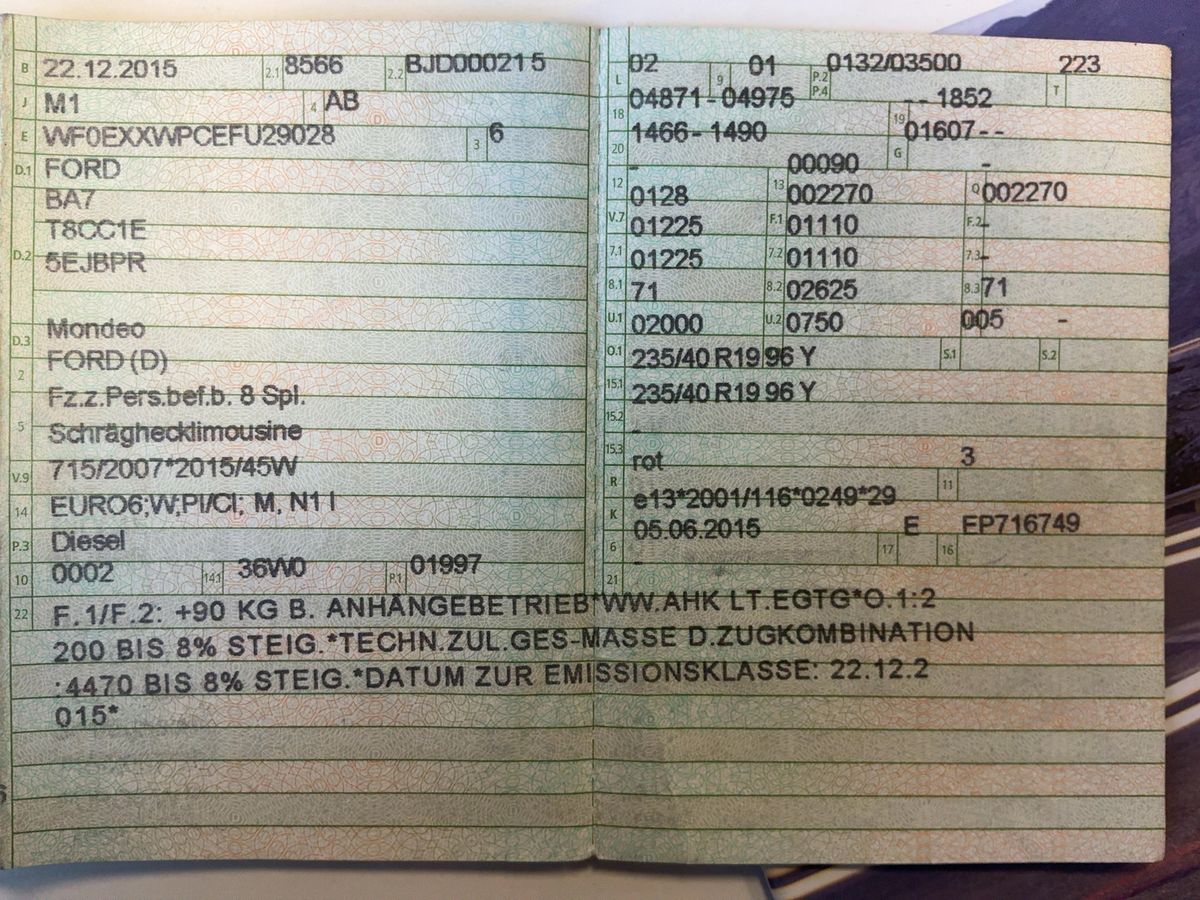 B 22.12.2015 2.1 8566 2.2 BJD000215
J M1 4 AB
E WF0EXXWPCEFU29028 3 6
D.1 FORD
BA7
T8CC1E
D.2 5EJBPR
D.3 Mondeo
2 FORD (D)
Fz.z.Pers.bef.b. 8 Spl.
5 Schräghecklimousine
V.9 715/2007*2015/45W
14 EURO6;W;PI/CI; M, N1 I
P.3 Diesel
10 0002 14.1 36W0 P.1 01997
L 02 9 01 P.2 P.4 0132/03500 T 223
18 04871 - 04975 19 - - 1852
20 1466 - 1490 G 01607 - -
12 - 13 00090 Q -
V.7 0128 F.1 002270 F.2 002270
7.1 01225 7.2 01110 7.3 -
8.1 01225 8.2 01110 8.3 -
U.1 71 U.2 02625 71
O.1 02000 0750 S.1 005 S.2 -
15.1 235/40 R19 96 Y
15.2 235/40 R19 96 Y
15.3 -
R rot 11 3
K e13*2001/116*0249*29
6 05.06.2015 17 E 16 EP716749
21 -
22 F.1/F.2: +90 KG B. ANHÄNGEBETRIEB*WW.AHK LT.EGTG*O.1:2
200 BIS 8% STEIG.*TECHN.ZUL.GES-MASSE D.ZUGKOMBINATION
:4470 BIS 8% STEIG.*DATUM ZUR EMISSIONSKLASSE: 22.12.2
015*